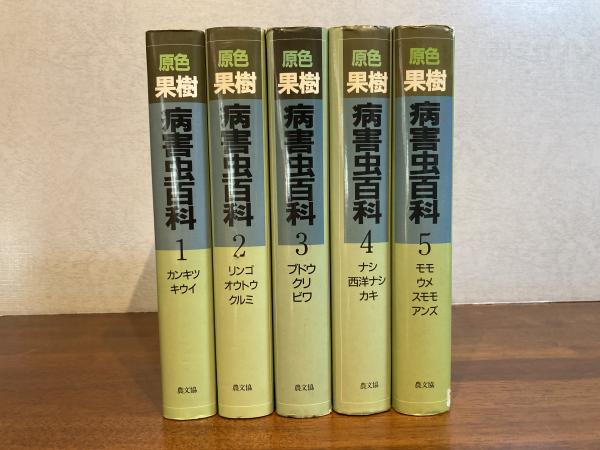 原色
果樹
病害虫百科
1
カンキツ
キウイ
農文協
原色
果樹
病害虫百科
2
リンゴ
オウトウ
クルミ
農文協
原色
果樹
病害虫百科
3
ブドウ
クリ
ビワ
農文協
原色
果樹
病害虫百科
4
ナシ
西洋ナシ
カキ
農文協
原色
果樹
病害虫百科
5
モモ
ウメ
スモモ
アンズ
農文協